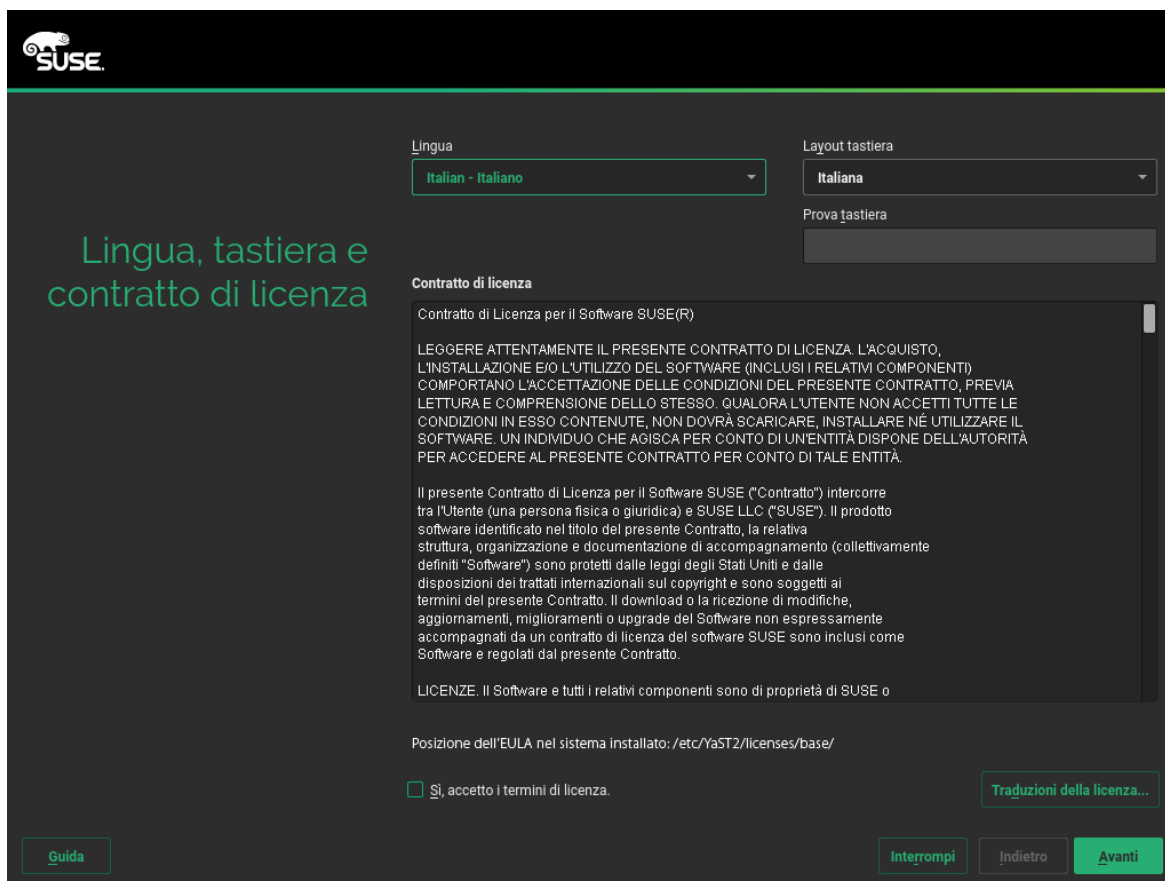 SUSE.
Lingua
Layout tastiera
Italian - Italiano
Italiana
Prova tastiera
Lingua, tastiera e
contratto di licenza
Contratto di licenza
Contratto di Licenza per il Software SUSE(R)
LEGGERE ATTENTAMENTE IL PRESENTE CONTRATTO DI LICENZA. L'ACQUISTO,
L'INSTALLAZIONE E/O L'UTILIZZO DEL SOFTWARE (INCLUSI I RELATIVI COMPONENTI)
COMPORTANO L'ACCETTAZIONE DELLE CONDIZIONI DEL PRESENTE CONTRATTO, PREVIA
LETTURA E COMPRENSIONE DELLO STESSO. QUALORA L'UTENTE NON ACCETTI TUTTE LE
CONDIZIONI IN ESSO CONTENUTE, NON DOVRÀ SCARICARE, INSTALLARE NÉ UTILIZZARE IL
SOFTWARE. UN INDIVIDUO CHE AGISCA PER CONTO DI UN'ENTITÀ DISPONE DELL'AUTORITÀ
PER ACCEDERE AL PRESENTE CONTRATTO PER CONTO DI TALE ENTITÀ.
Il presente Contratto di Licenza per il Software SUSE ("Contratto") intercorre
tra l'Utente (una persona fisica o giuridica) e SUSE LLC ("SUSE"). Il prodotto
software identificato nel titolo del presente Contratto, la relativa
struttura, organizzazione e documentazione di accompagnamento (collettivamente
definiti "Software") sono protetti dalle leggi degli Stati Uniti e dalle
disposizioni dei trattati internazionali sul copyright e sono soggetti ai
termini del presente Contratto. Il download o la ricezione di modifiche,
aggiornamenti, miglioramenti o upgrade del Software non espressamente
accompagnati da un contratto di licenza del software SUSE sono inclusi come
Software e regolati dal presente Contratto.
LICENZE. Il Software e tutti i relativi componenti sono di proprietà di SUSE o
Posizione dell'EULA nel sistema installato: /etc/YaST2/licenses/base/
Sì, accetto i termini di licenza.
Traduzioni della licenza...
Guida
Interrompi
Indietro
Avanti